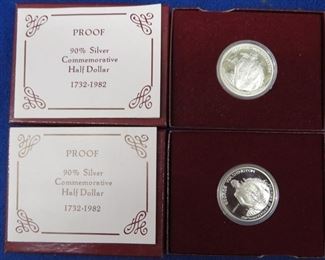 PROOF
90% Silver
Commemorative
Half Dollar
1732-1982
PROOF
90% Silver
Commemorative
Half Dollar
1732-1982